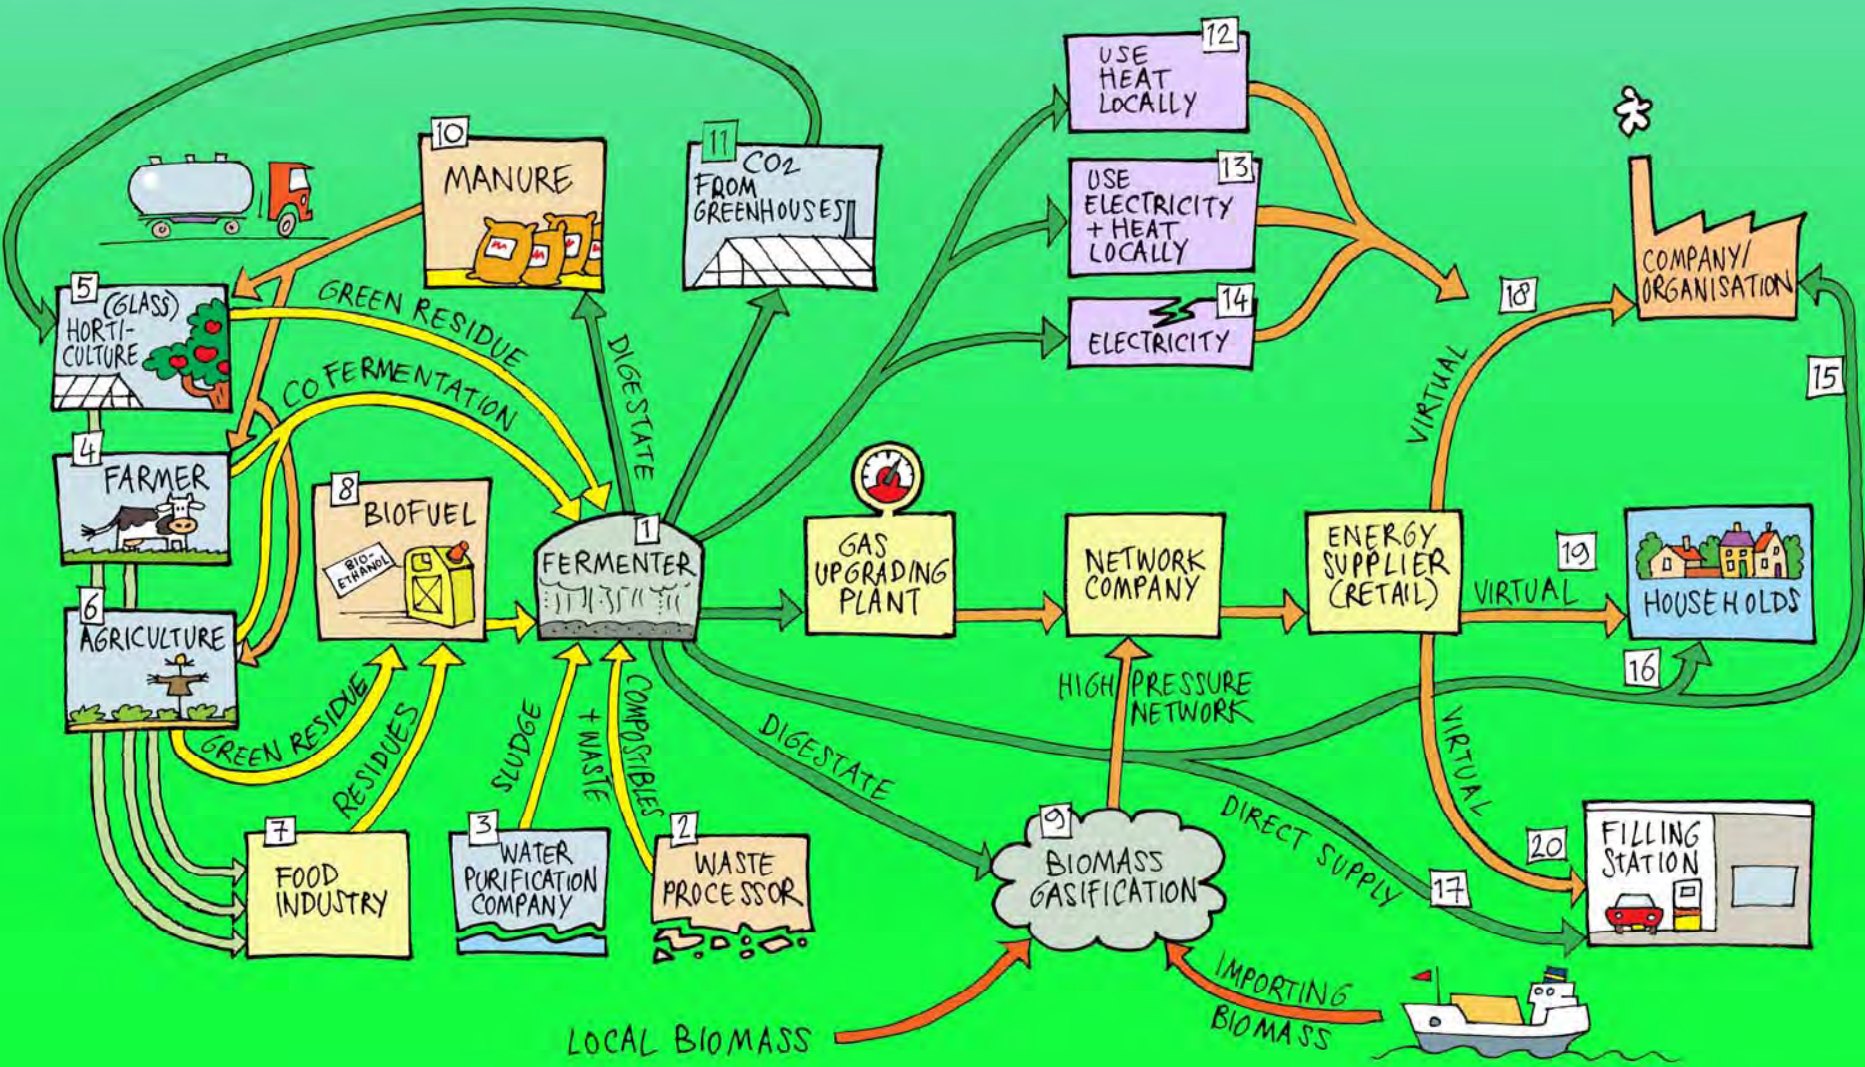 12
USE
HEAT
LOCALLY
10
MANURE
11
CO2
FROM
GREENHOUSES
13
USE
ELECTRICITY
+ HEAT
LOCALLY
14
ELECTRICITY
5
(GLASS)
HORTI-
CULTURE
GREEN RESIDUE
CO FERMENTATION
DIGESTATE
18
COMPANY/
ORGANISATION
15
VIRTUAL
4
FARMER
8
BIOFUEL
BIO-
ETHANOL
1
FERMENTER
GAS
UPGRADING
PLANT
NETWORK
COMPANY
ENERGY
SUPPLIER
(RETAIL)
19
VIRTUAL
HOUSEHOLDS
16
6
AGRICULTURE
GREEN RESIDUE
RESIDUES
SLUDGE
COMPOSTIBLES
+ WASTE
DIGESTATE
HIGH PRESSURE
NETWORK
VIRTUAL
DIRECT SUPPLY
17
20
FILLING
STATION
7
FOOD
INDUSTRY
3
WATER
PURIFICATION
COMPANY
2
WASTE
PROCESSOR
9
BIOMASS
GASIFICATION
LOCAL BIOMASS
IMPORTING
BIOMASS